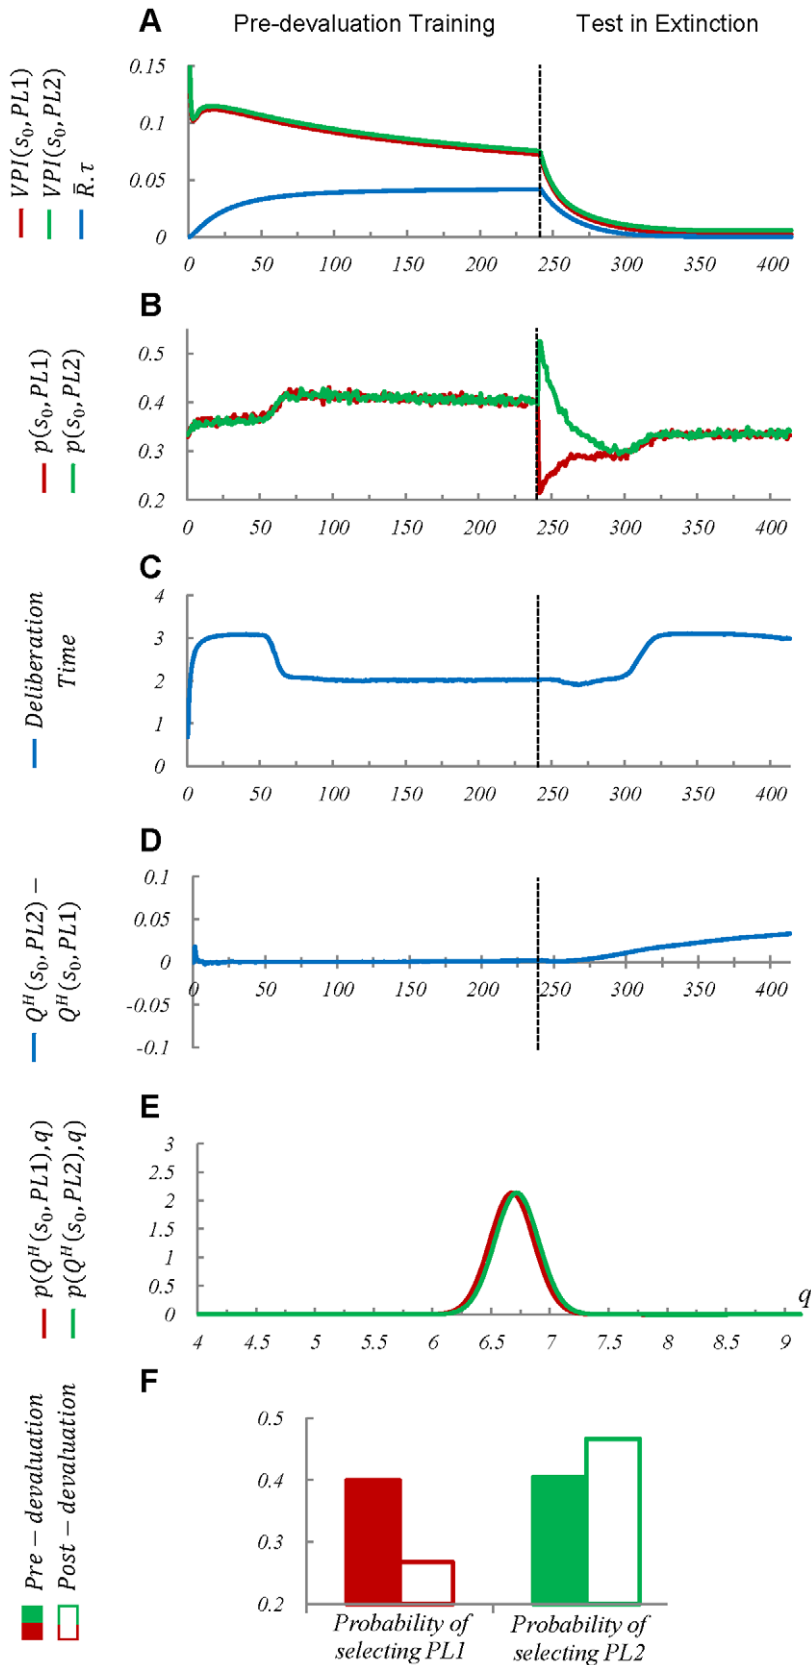 A Pre-devaluation Training Test in Extinction
VPI(s₀, PL1)
VPI(s₀, PL2)
R̄.τ
0.15
0.1
0.05
0
0 50 100 150 200 250 300 350 400
B
p(s₀, PL1)
p(s₀, PL2)
0.5
0.4
0.3
0.2
0 50 100 150 200 250 300 350 400
C
Deliberation
Time
4
3
2
1
0
0 50 100 150 200 250 300 350 400
D
Qᴴ(s₀, PL2) −
Qᴴ(s₀, PL1)
0.1
0.05
0
-0.05
-0.1
0 50 100 150 200 250 300 350 400
E
p(Qᴴ(s₀, PL1), q)
p(Qᴴ(s₀, PL2), q)
3
2.5
2
1.5
1
0.5
0
q
4 4.5 5 5.5 6 6.5 7 7.5 8 8.5 9
F
Pre − devaluation
Post − devaluation
0.5
0.4
0.3
0.2
Probability of
selecting PL1
Probability of
selecting PL2